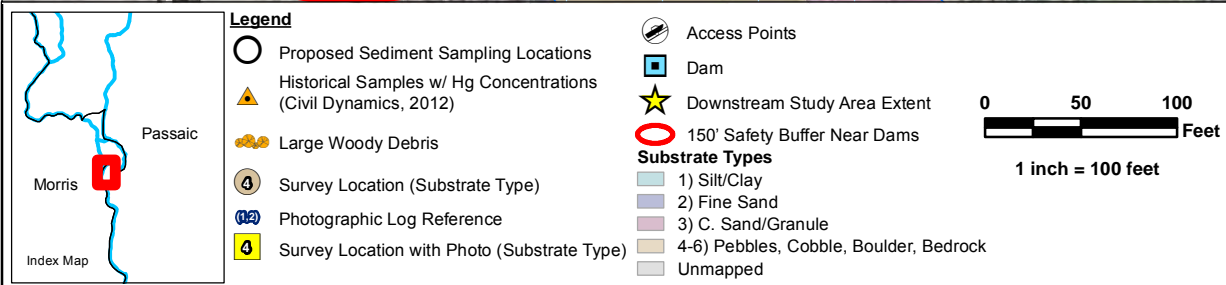 Legend
Proposed Sediment Sampling Locations
Historical Samples w/ Hg Concentrations
(Civil Dynamics, 2012)
Large Woody Debris
4
Survey Location (Substrate Type)
(1,2)
Photographic Log Reference
4
Survey Location with Photo (Substrate Type)
Passaic
Morris
Index Map
Access Points
Dam
Downstream Study Area Extent
150' Safety Buffer Near Dams
Substrate Types
1) Silt/Clay
2) Fine Sand
3) C. Sand/Granule
4-6) Pebbles, Cobble, Boulder, Bedrock
Unmapped
0 50 100
Feet
1 inch = 100 feet